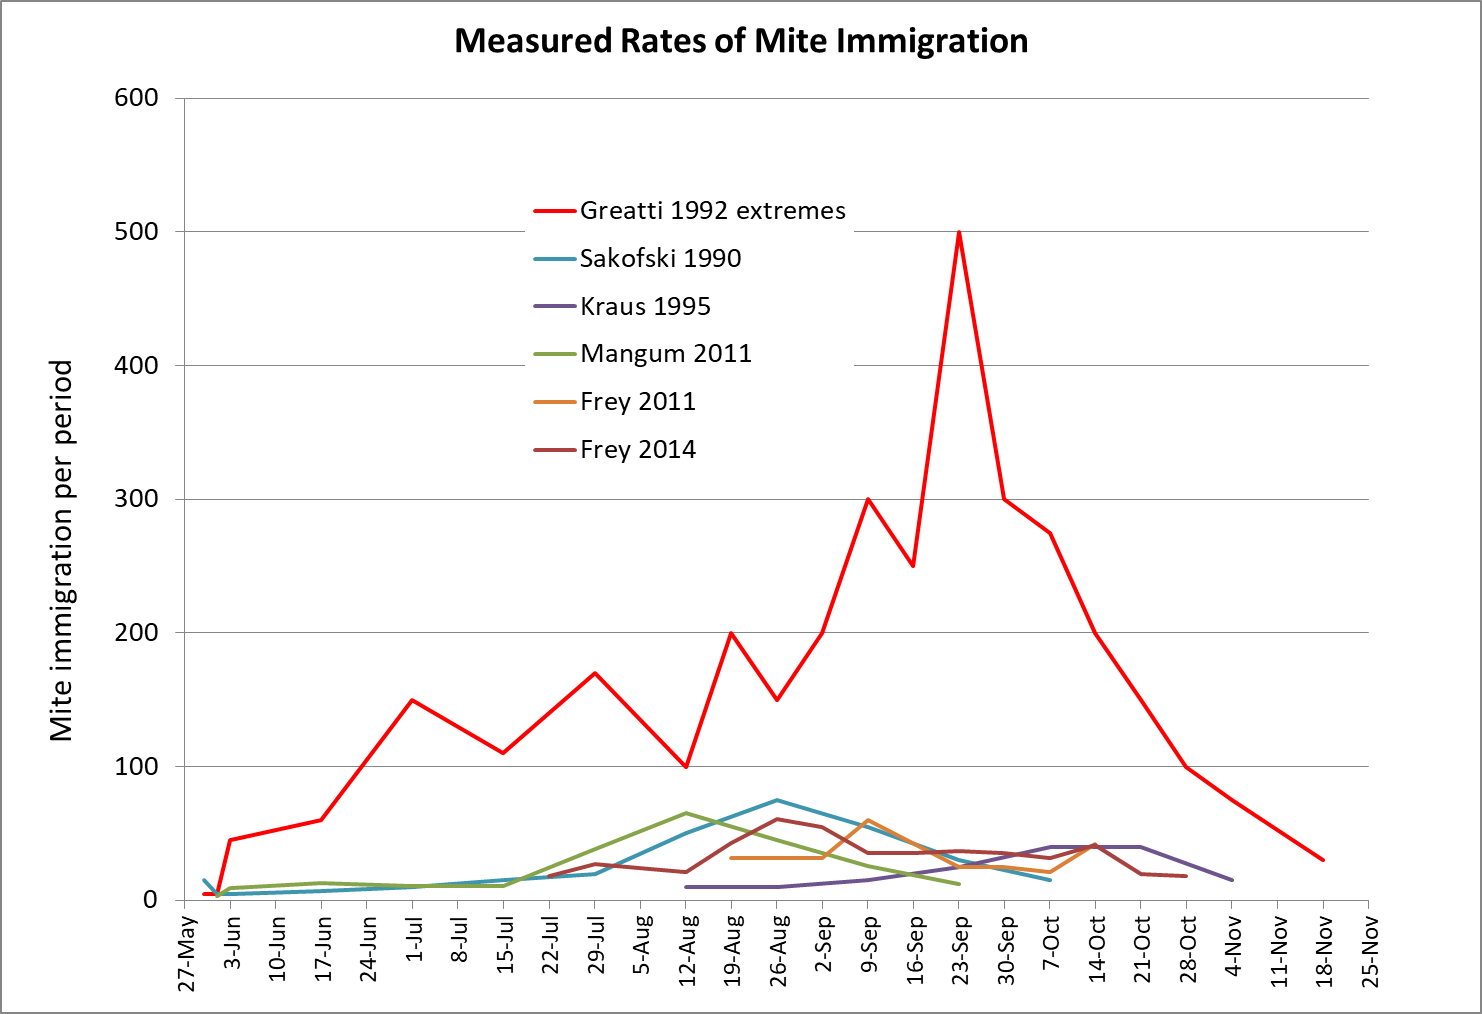 Measured Rates of Mite Immigration
600
500
400
300
200
100
0
Mite immigration per period
Greatti 1992 extremes
Sakofski 1990
Kraus 1995
Mangum 2011
Frey 2011
Frey 2014
27-May
3-Jun
10-Jun
17-Jun
24-Jun
1-Jul
8-Jul
15-Jul
22-Jul
29-Jul
5-Aug
12-Aug
19-Aug
26-Aug
2-Sep
9-Sep
16-Sep
23-Sep
30-Sep
7-Oct
14-Oct
21-Oct
28-Oct
4-Nov
11-Nov
18-Nov
25-Nov